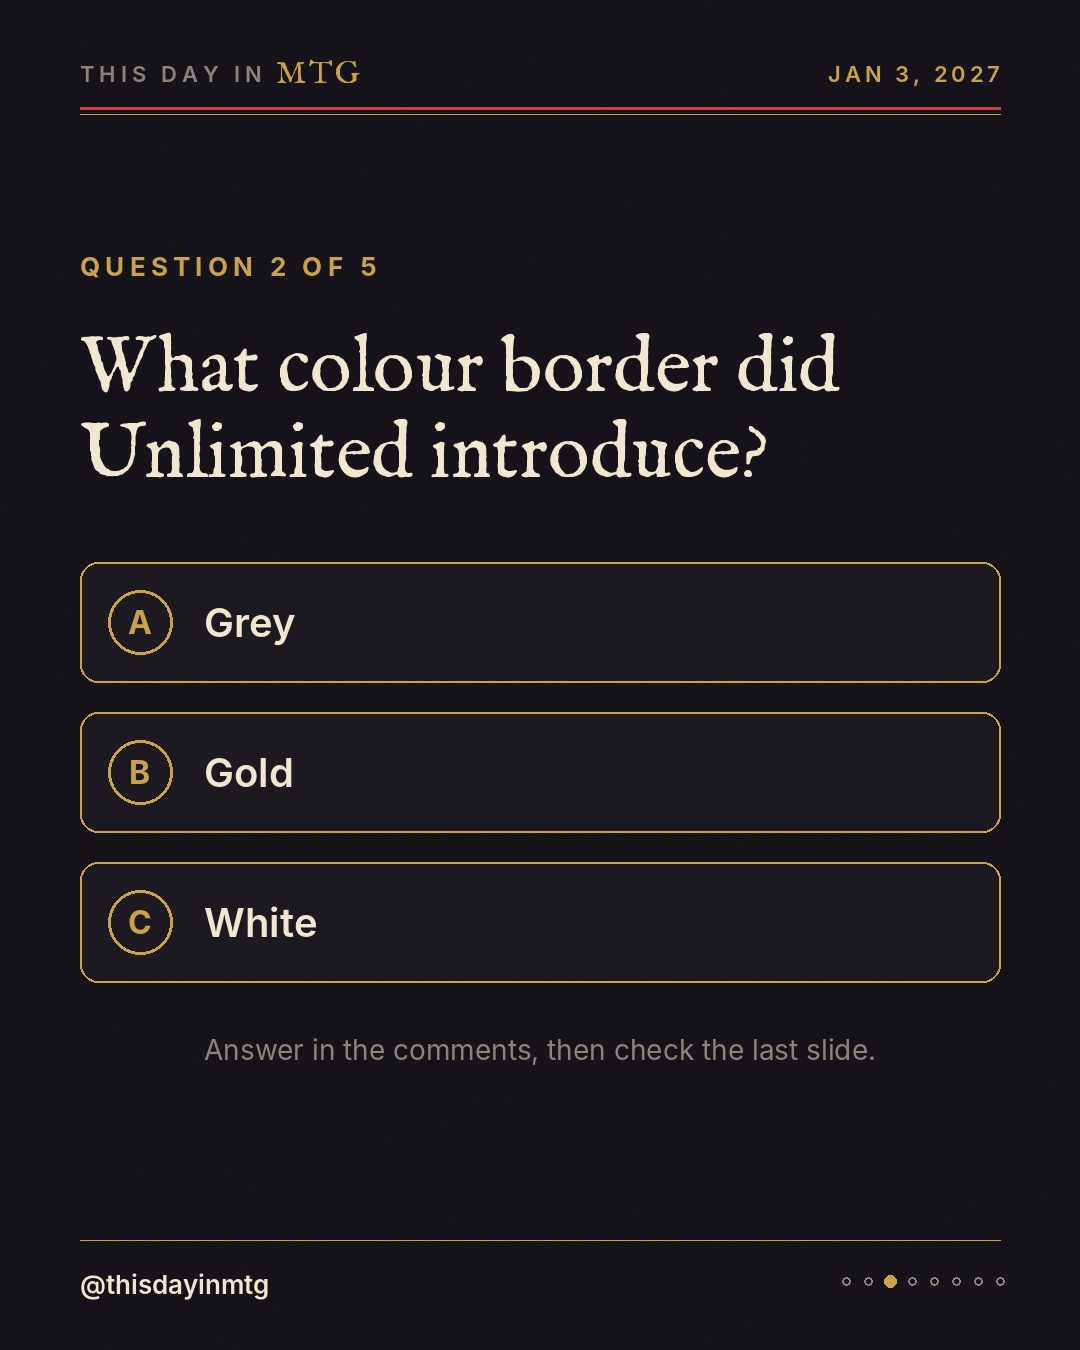 THIS DAY IN MTG
JAN 3, 2027
QUESTION 2 OF 5
What colour border did
Unlimited introduce?
A Grey
B Gold
C White
Answer in the comments, then check the last slide.
@thisdayinmtg